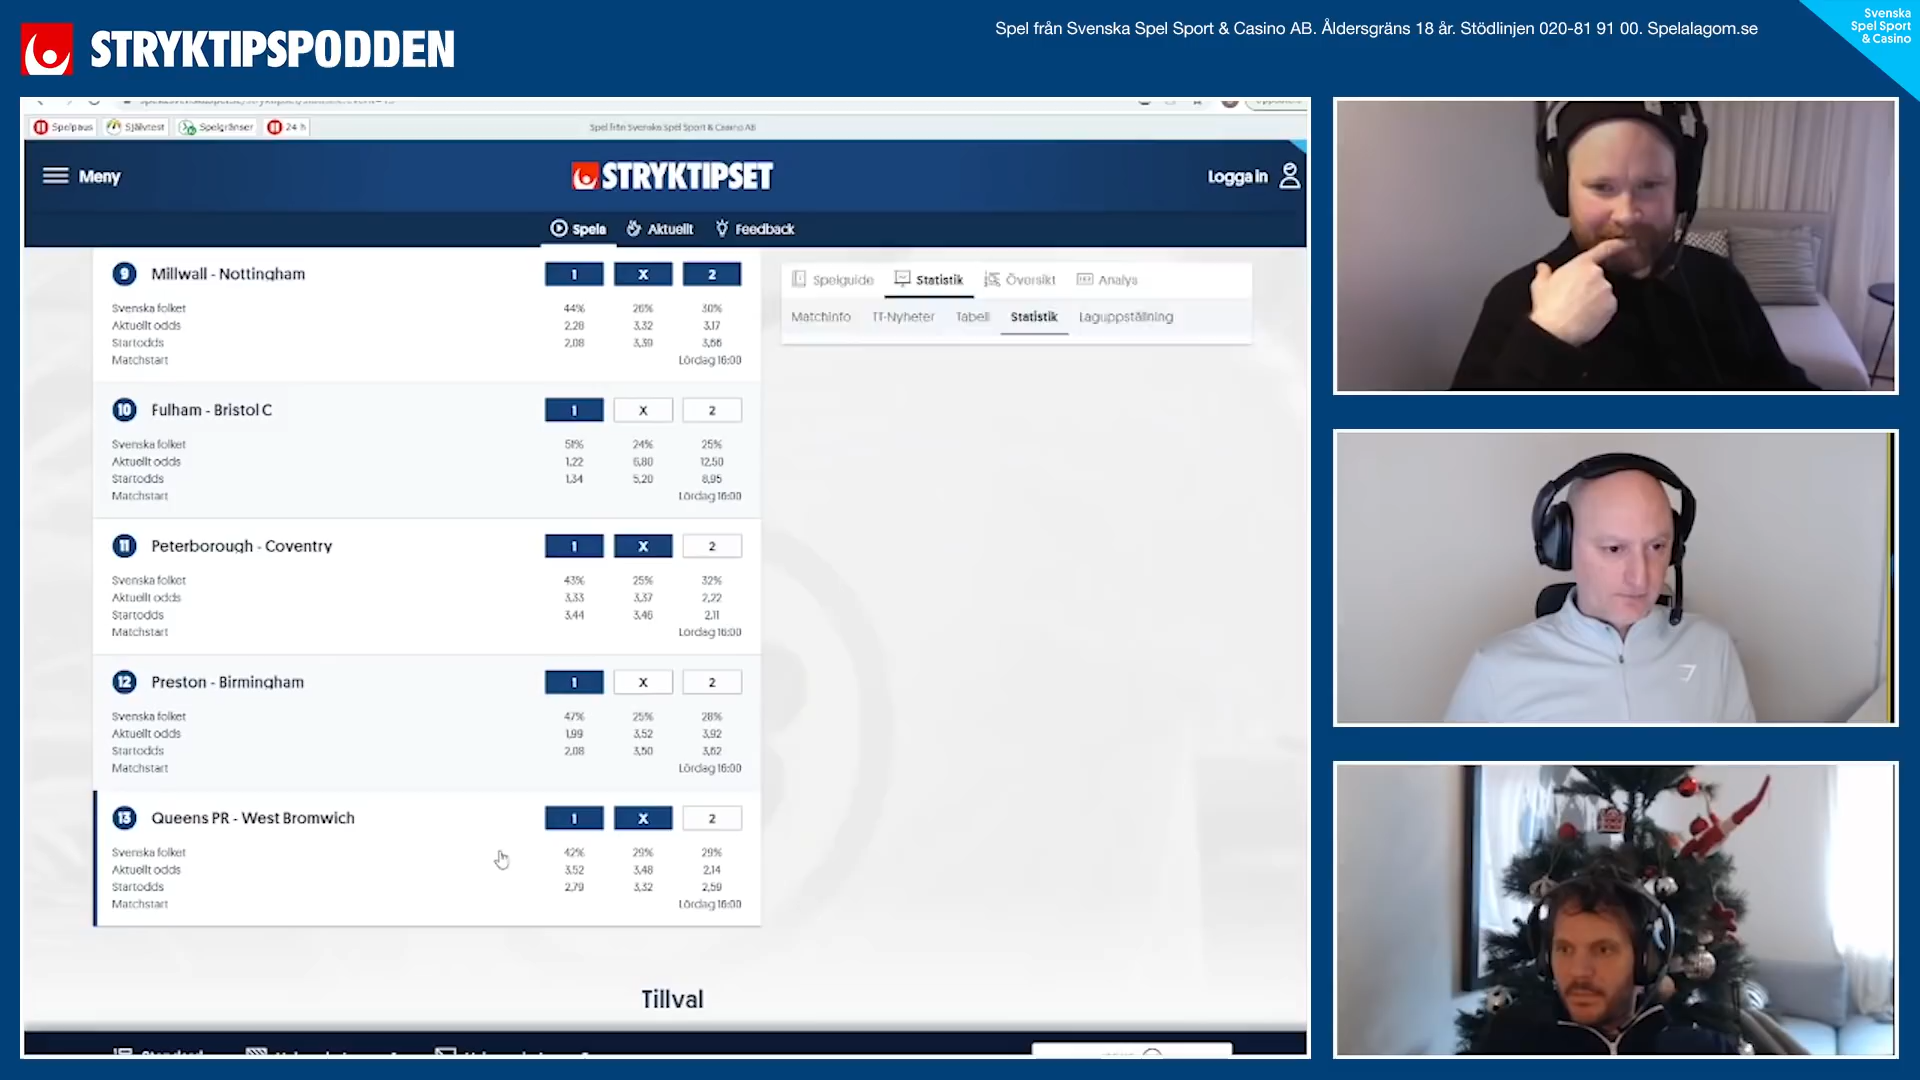 STRYKTIPSPODDEN
Spel från Svenska Spel Sport & Casino AB. Åldersgräns 18 år. Stödlinjen 020-81 91 00. Spelalagom.se
Svenska
Spel Sport
& Casino
Spelpaus Självtest Spelgränser 24 h
Spel från Svenska Spel Sport & Casino AB
Meny
STRYKTIPSET
Logga in
Spela Aktuellt Feedback
9 Millwall - Nottingham 1 X 2
Svenska folket 44% 26% 30%
Aktuellt odds 2,28 3,32 3,17
Startodds 2,08 3,39 3,66
Matchstart Lördag 16:00
10 Fulham - Bristol C 1 X 2
Svenska folket 51% 24% 25%
Aktuellt odds 1,22 6,80 12,50
Startodds 1,34 5,20 8,95
Matchstart Lördag 16:00
11 Peterborough - Coventry 1 X 2
Svenska folket 43% 25% 32%
Aktuellt odds 3,33 3,37 2,22
Startodds 3,44 3,46 2,11
Matchstart Lördag 16:00
12 Preston - Birmingham 1 X 2
Svenska folket 47% 25% 28%
Aktuellt odds 1,99 3,52 3,92
Startodds 2,08 3,50 3,62
Matchstart Lördag 16:00
13 Queens PR - West Bromwich 1 X 2
Svenska folket 42% 29% 29%
Aktuellt odds 3,52 3,48 2,14
Startodds 2,79 3,32 2,59
Matchstart Lördag 16:00
Spelguide Statistik Översikt Analys
Matchinfo TT-Nyheter Tabell Statistik Laguppställning
Tillval